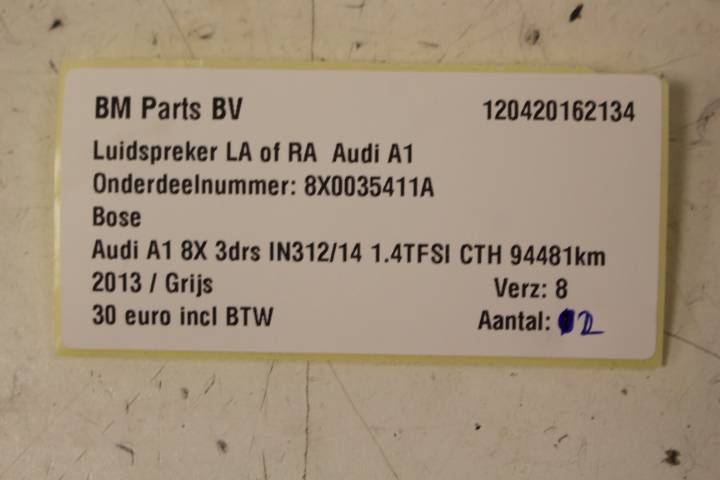 BM Parts BV 120420162134
Luidspreker LA of RA Audi A1
Onderdeelnummer: 8X0035411A
Bose
Audi A1 8X 3drs IN312/14 1.4TFSI CTH 94481km
2013 / Grijs Verz: 8
30 euro incl BTW Aantal: 2